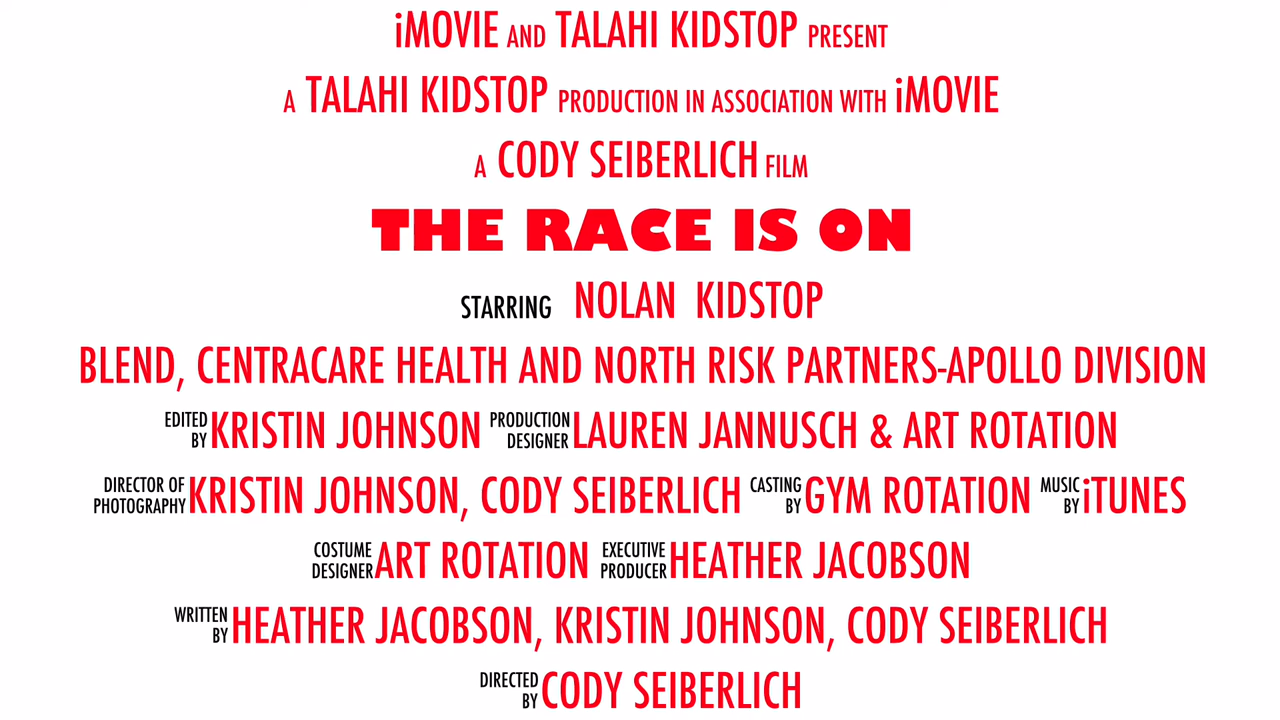 iMOVIE AND TALAHI KIDSTOP PRESENT
A TALAHI KIDSTOP PRODUCTION IN ASSOCIATION WITH iMOVIE
A CODY SEIBERLICH FILM
THE RACE IS ON
STARRING NOLAN KIDSTOP
BLEND, CENTRACARE HEALTH AND NORTH RISK PARTNERS-APOLLO DIVISION
EDITED BY KRISTIN JOHNSON PRODUCTION DESIGNER LAUREN JANNUSCH & ART ROTATION
DIRECTOR OF PHOTOGRAPHY KRISTIN JOHNSON, CODY SEIBERLICH CASTING BY GYM ROTATION MUSIC BY iTUNES
COSTUME DESIGNER ART ROTATION EXECUTIVE PRODUCER HEATHER JACOBSON
WRITTEN BY HEATHER JACOBSON, KRISTIN JOHNSON, CODY SEIBERLICH
DIRECTED BY CODY SEIBERLICH